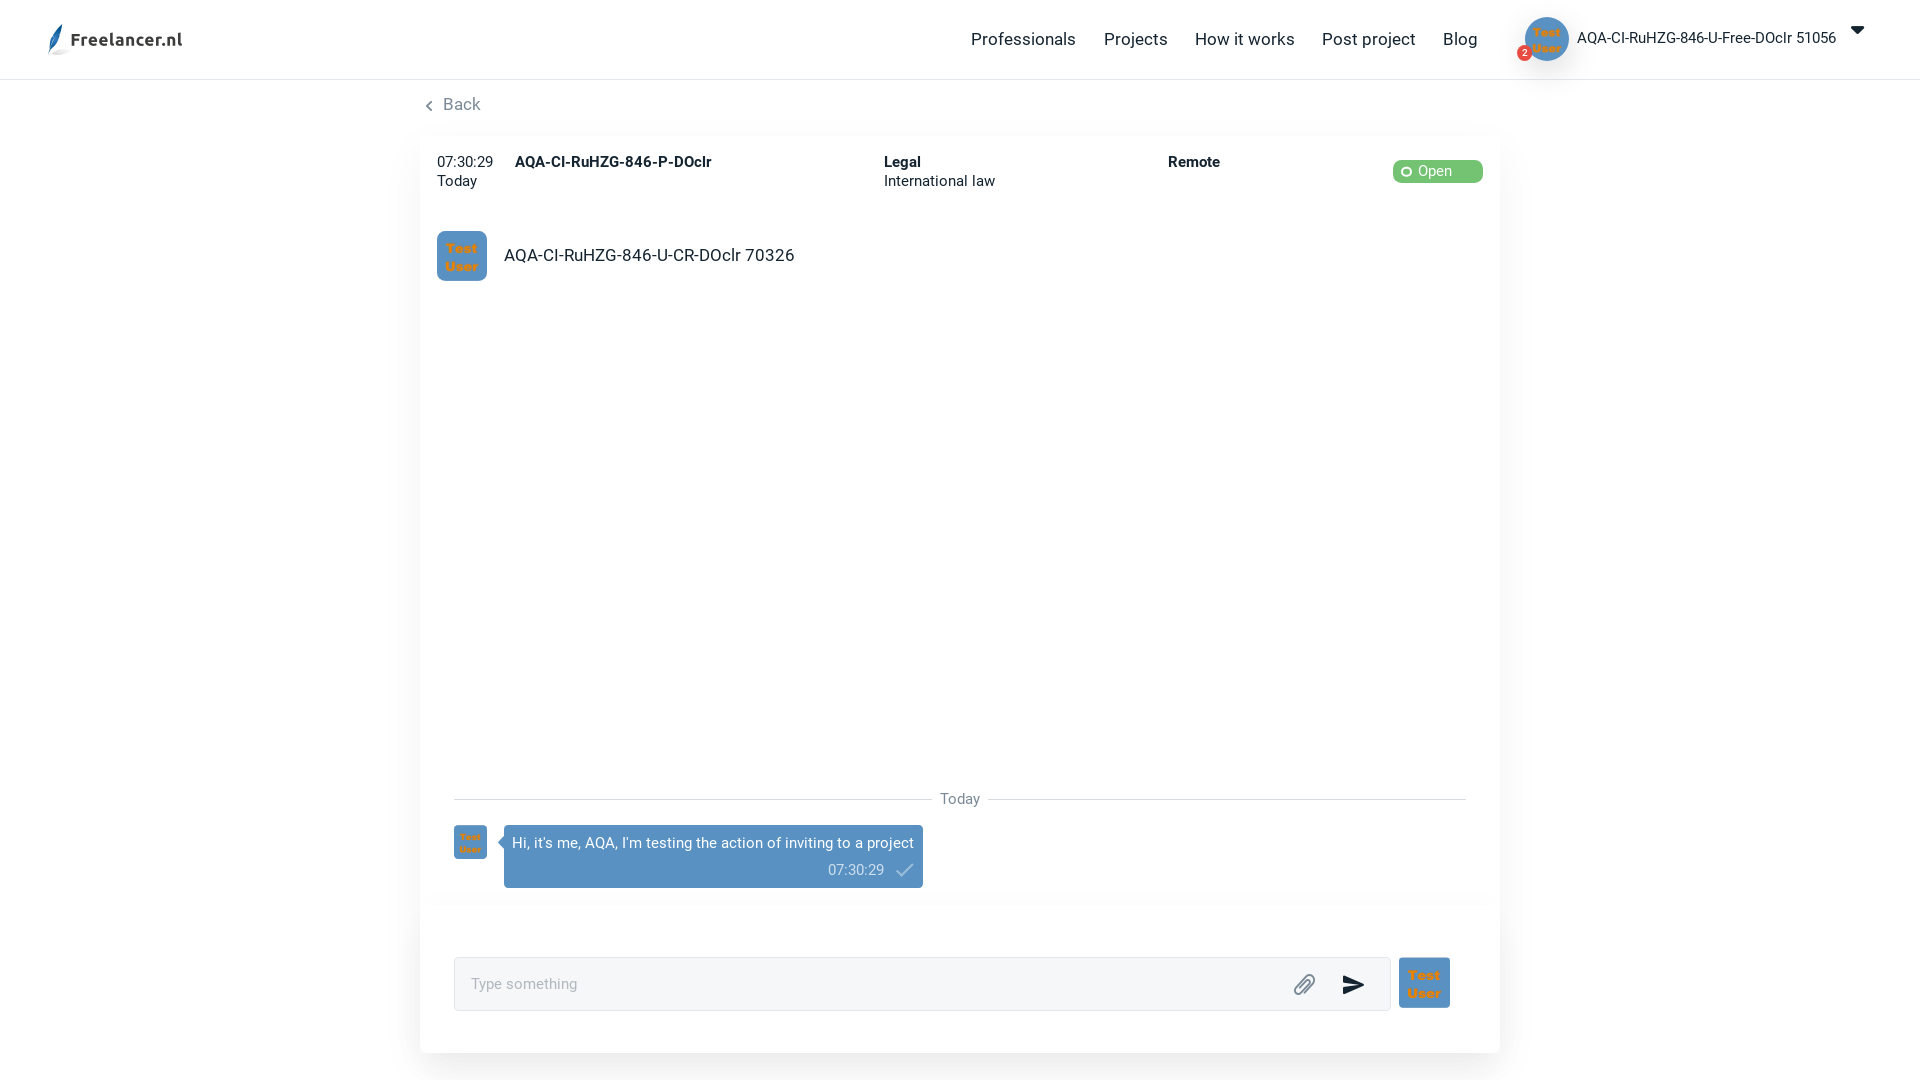 Freelancer.nl
Professionals
Projects
How it works
Post project
Blog
Test
User
2
AQA-CI-RuHZG-846-U-Free-DOclr 51056
Back
07:30:29
Today
AQA-CI-RuHZG-846-P-DOclr
Legal
International law
Remote
Open
Test
User
AQA-CI-RuHZG-846-U-CR-DOclr 70326
Today
Test
User
Hi, it's me, AQA, I'm testing the action of inviting to a project
07:30:29
Type something
Test
User